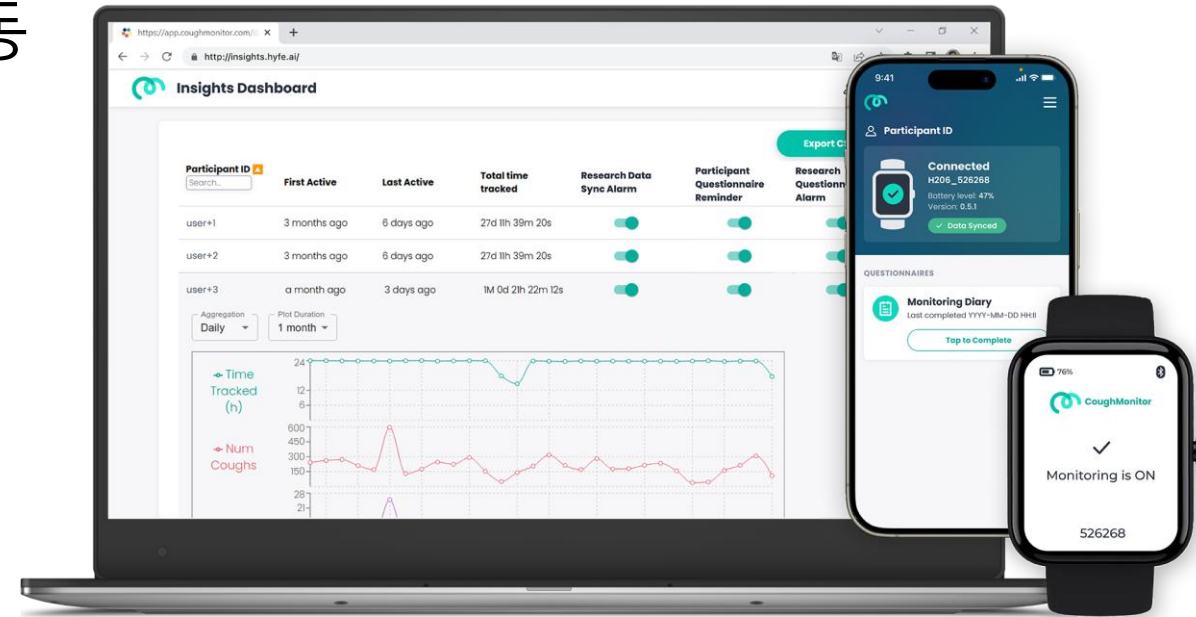 https://app.coughmonitor.com/
http://insights.hyfe.ai/
Insights Dashboard
Export C
Participant ID
Search...
First Active
Last Active
Total time tracked
Research Data Sync Alarm
Participant Questionnaire Reminder
Research Alarm
user+1 3 months ago 6 days ago 27d 11h 39m 20s
user+2 3 months ago 6 days ago 27d 11h 39m 20s
user+3 a month ago 3 days ago 1M 0d 21h 22m 12s
Aggregation
Daily
Plot Duration
1 month
Time Tracked (h)
24
12
6
Num Coughs
600
450
300
150
28
21
9:41
Participant ID
Connected
H206_526268
Battery level: 47%
Version: 0.5.1
Data Synced
QUESTIONNAIRES
Monitoring Diary
Last completed YYYY-MM-DD HH:II
Tap to Complete
76%
CoughMonitor
Monitoring is ON
526268